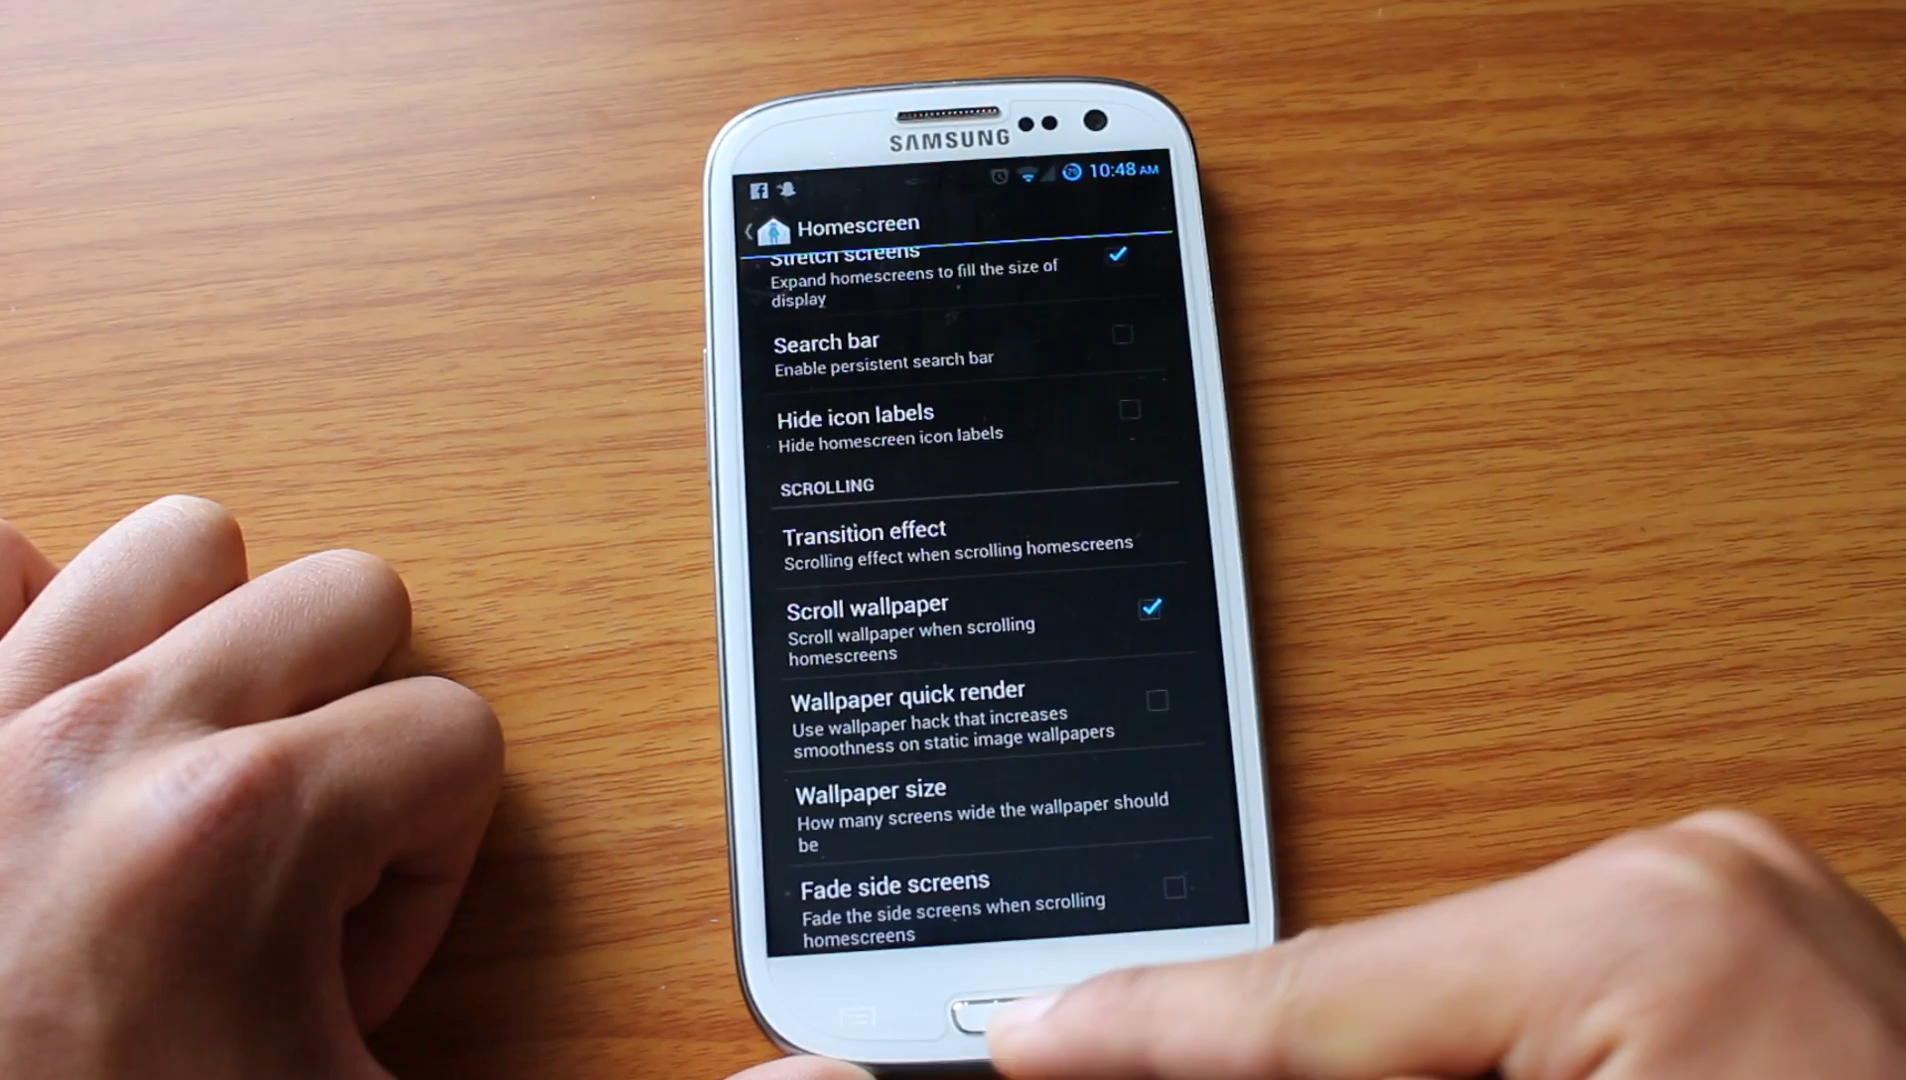 SAMSUNG
10:48 AM
Homescreen
Stretch screens
Expand homescreens to fill the size of
display
Search bar
Enable persistent search bar
Hide icon labels
Hide homescreen icon labels
SCROLLING
Transition effect
Scrolling effect when scrolling homescreens
Scroll wallpaper
Scroll wallpaper when scrolling
homescreens
Wallpaper quick render
Use wallpaper hack that increases
smoothness on static image wallpapers
Wallpaper size
How many screens wide the wallpaper should
be
Fade side screens
Fade the side screens when scrolling
homescreens